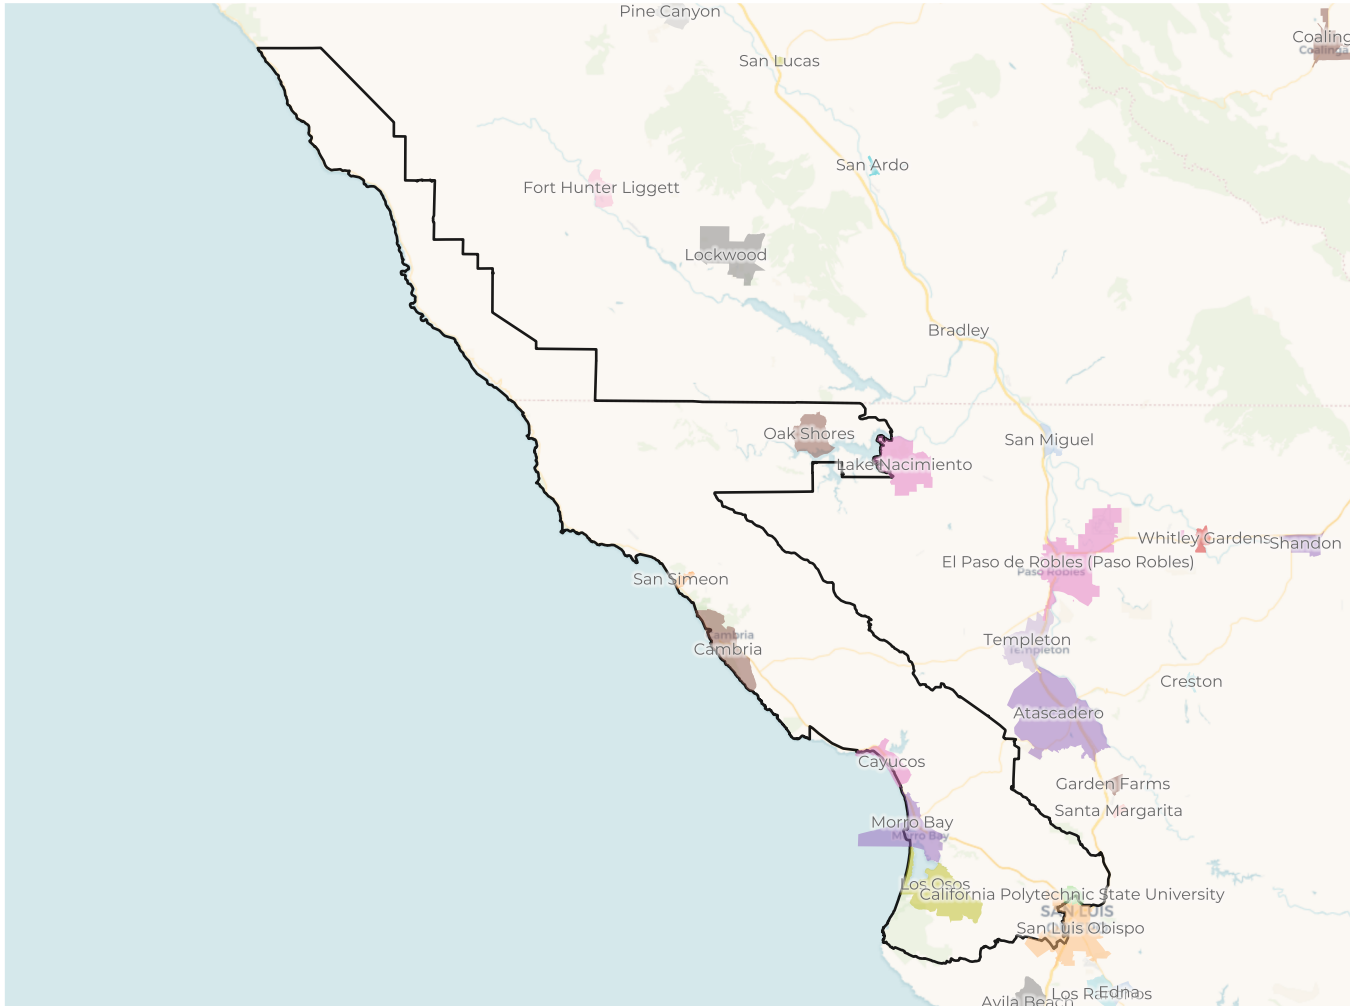 Pine Canyon
Coaling
Coalinga
San Lucas
San Ardo
Fort Hunter Liggett
Lockwood
Bradley
Oak Shores
San Miguel
Lake Nacimiento
Whitley Gardens
Shandon
El Paso de Robles (Paso Robles)
Paso Robles
San Simeon
Cambria
Cambria
Templeton
Templeton
Creston
Atascadero
Cayucos
Garden Farms
Santa Margarita
Morro Bay
Morro Bay
Los Osos
California Polytechnic State University
SAN LUIS
San Luis Obispo
Avila Beach
Edna